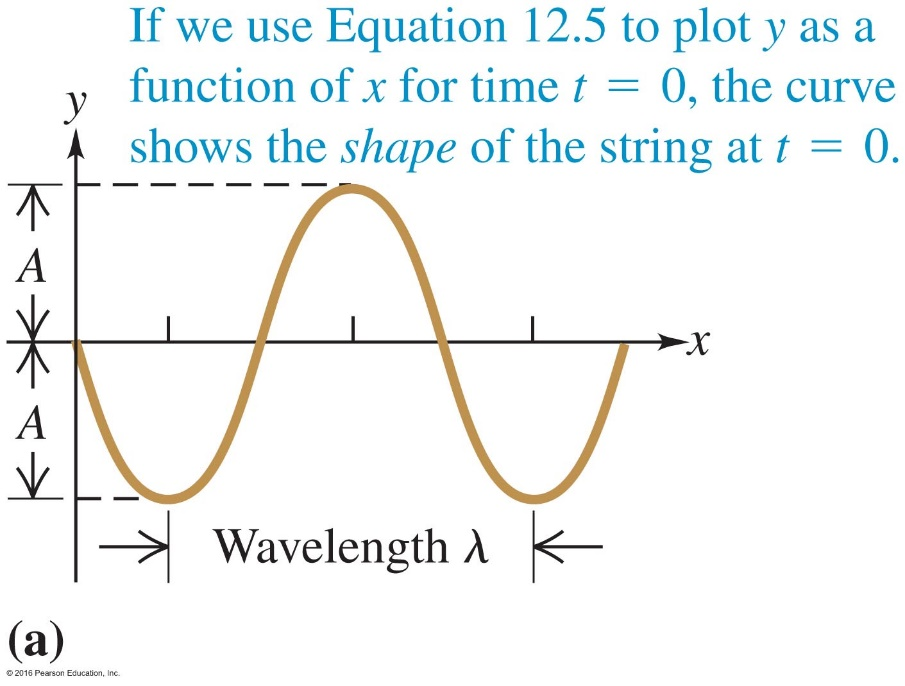 If we use Equation 12.5 to plot y as a
function of x for time t = 0, the curve
shows the shape of the string at t = 0.
y
A
x
A
Wavelength λ
(a)
© 2016 Pearson Education, Inc.